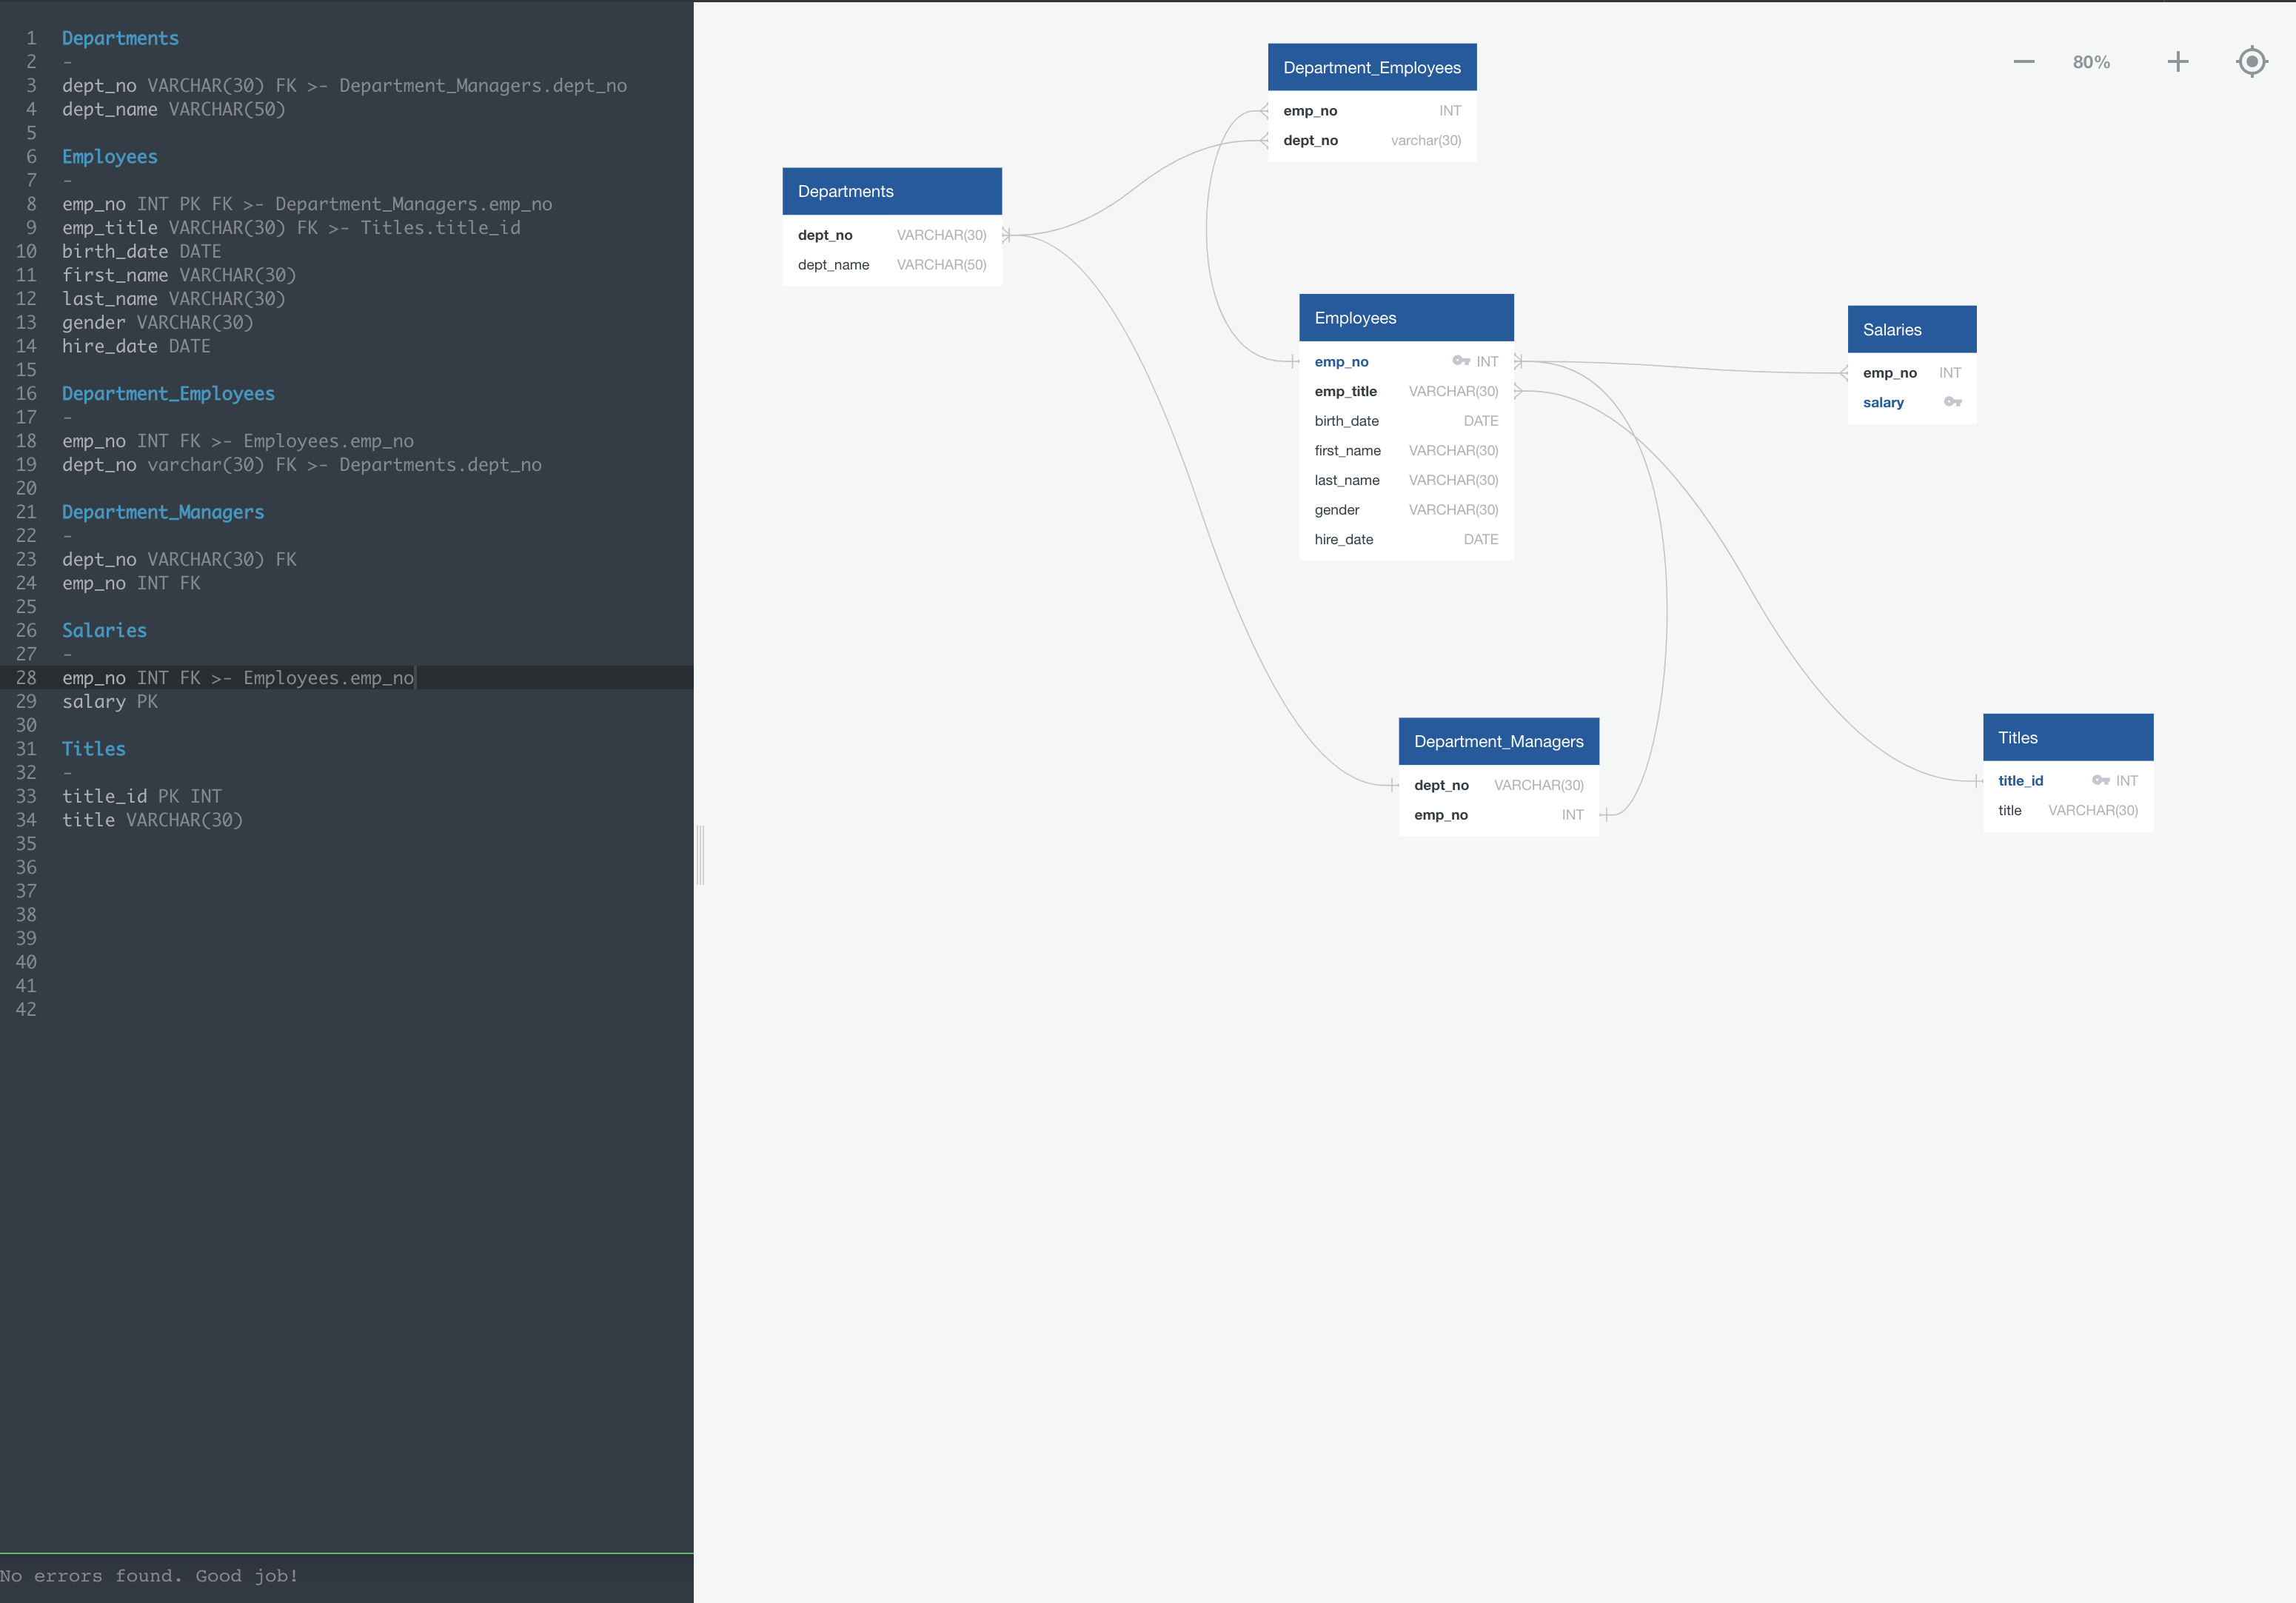 1 Departments
2 -
3 dept_no VARCHAR(30) FK >- Department_Managers.dept_no
4 dept_name VARCHAR(50)
5
6 Employees
7 -
8 emp_no INT PK FK >- Department_Managers.emp_no
9 emp_title VARCHAR(30) FK >- Titles.title_id
10 birth_date DATE
11 first_name VARCHAR(30)
12 last_name VARCHAR(30)
13 gender VARCHAR(30)
14 hire_date DATE
15
16 Department_Employees
17 -
18 emp_no INT FK >- Employees.emp_no
19 dept_no varchar(30) FK >- Departments.dept_no
20
21 Department_Managers
22 -
23 dept_no VARCHAR(30) FK
24 emp_no INT FK
25
26 Salaries
27 -
28 emp_no INT FK >- Employees.emp_no
29 salary PK
30
31 Titles
32 -
33 title_id PK INT
34 title VARCHAR(30)
35
36
37
38
39
40
41
42
No errors found. Good job!
80%
Department_Employees
emp_no INT
dept_no varchar(30)
Departments
dept_no VARCHAR(30)
dept_name VARCHAR(50)
Employees
emp_no INT
emp_title VARCHAR(30)
birth_date DATE
first_name VARCHAR(30)
last_name VARCHAR(30)
gender VARCHAR(30)
hire_date DATE
Salaries
emp_no INT
salary
Department_Managers
dept_no VARCHAR(30)
emp_no INT
Titles
title_id INT
title VARCHAR(30)